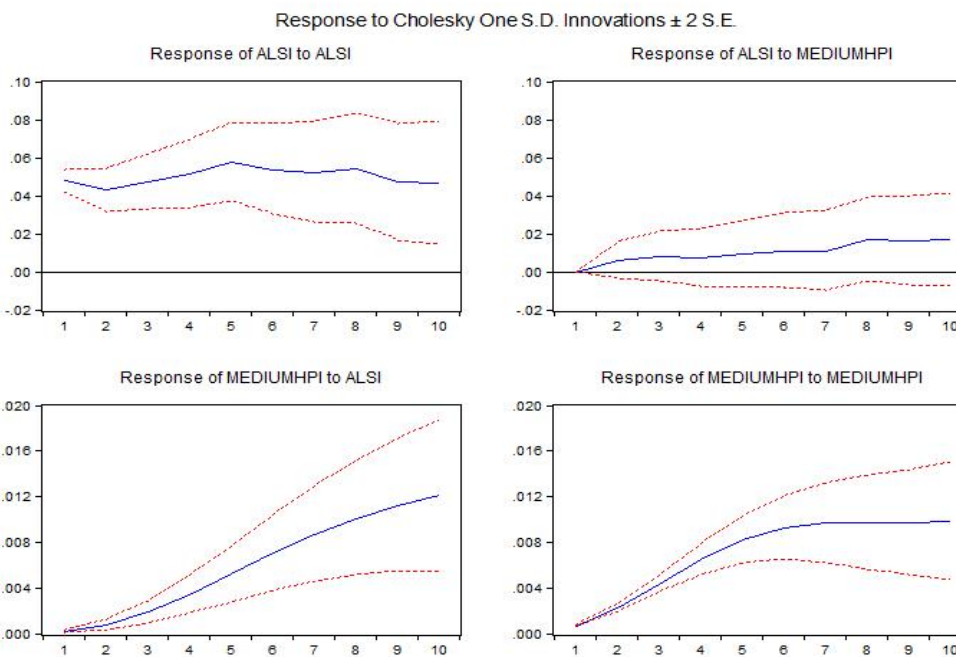 Response to Cholesky One S.D. Innovations ± 2 S.E.
Response of ALSI to ALSI
.10
.08
.06
.04
.02
.00
-.02
1 2 3 4 5 6 7 8 9 10
Response of ALSI to MEDIUMHPI
.10
.08
.06
.04
.02
.00
-.02
1 2 3 4 5 6 7 8 9 10
Response of MEDIUMHPI to ALSI
.020
.016
.012
.008
.004
.000
1 2 3 4 5 6 7 8 9 10
Response of MEDIUMHPI to MEDIUMHPI
.020
.016
.012
.008
.004
.000
1 2 3 4 5 6 7 8 9 10